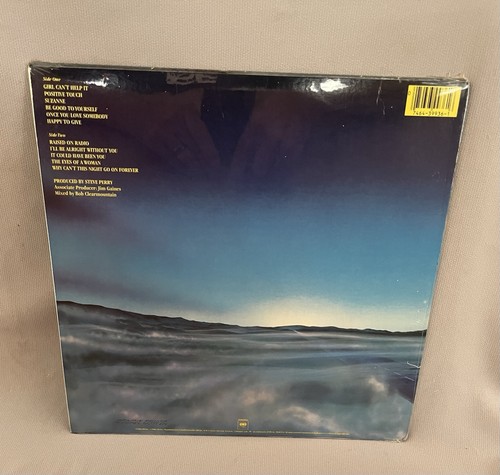 Side One
GIRL CAN'T HELP IT
POSITIVE TOUCH
SUZANNE
BE GOOD TO YOURSELF
ONCE YOU LOVE SOMEBODY
HAPPY TO GIVE
Side Two
RAISED ON RADIO
I'LL BE ALRIGHT WITHOUT YOU
IT COULD HAVE BEEN YOU
THE EYES OF A WOMAN
WHY CAN'T THIS NIGHT GO ON FOREVER
PRODUCED BY STEVE PERRY
Associate Producer: Jim Gaines
Mixed by Bob Clearmountain